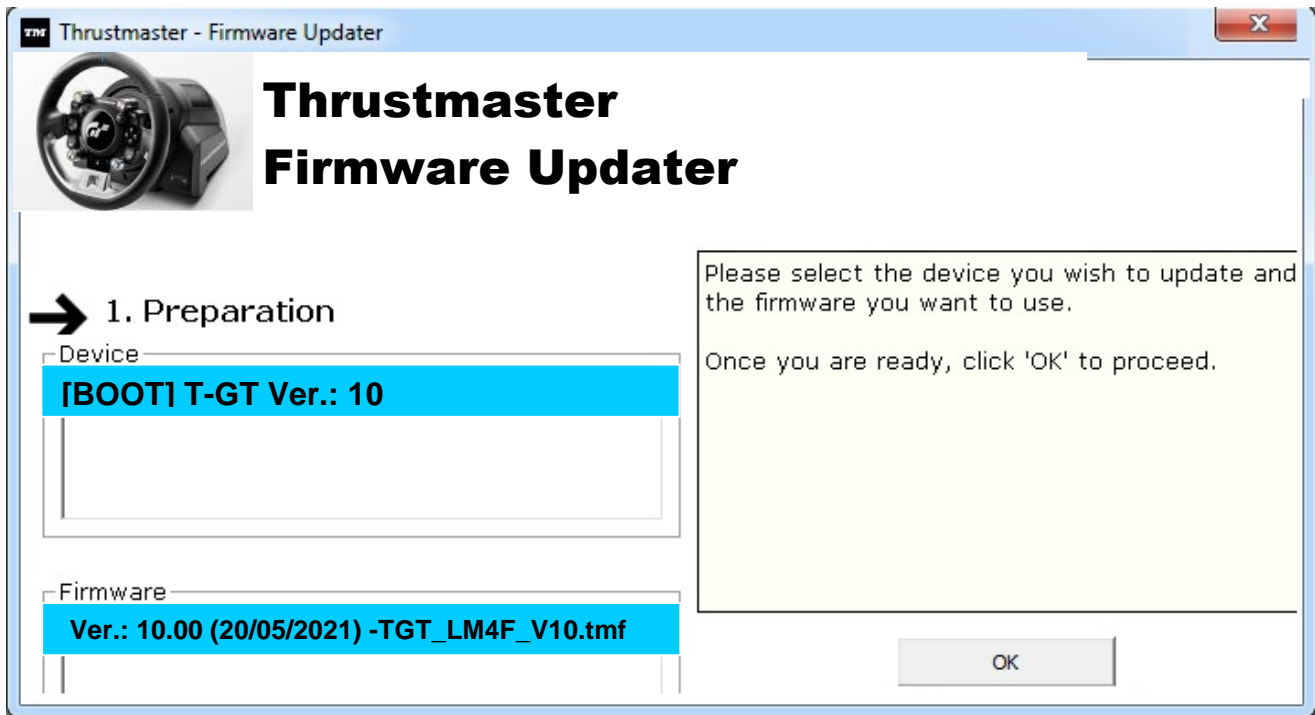 Thrustmaster - Firmware Updater
Thrustmaster
Firmware Updater
1. Preparation
Device
[BOOT] T-GT Ver.: 10
Firmware
Ver.: 10.00 (20/05/2021) -TGT_LM4F_V10.tmf
Please select the device you wish to update and
the firmware you want to use.
Once you are ready, click 'OK' to proceed.
OK